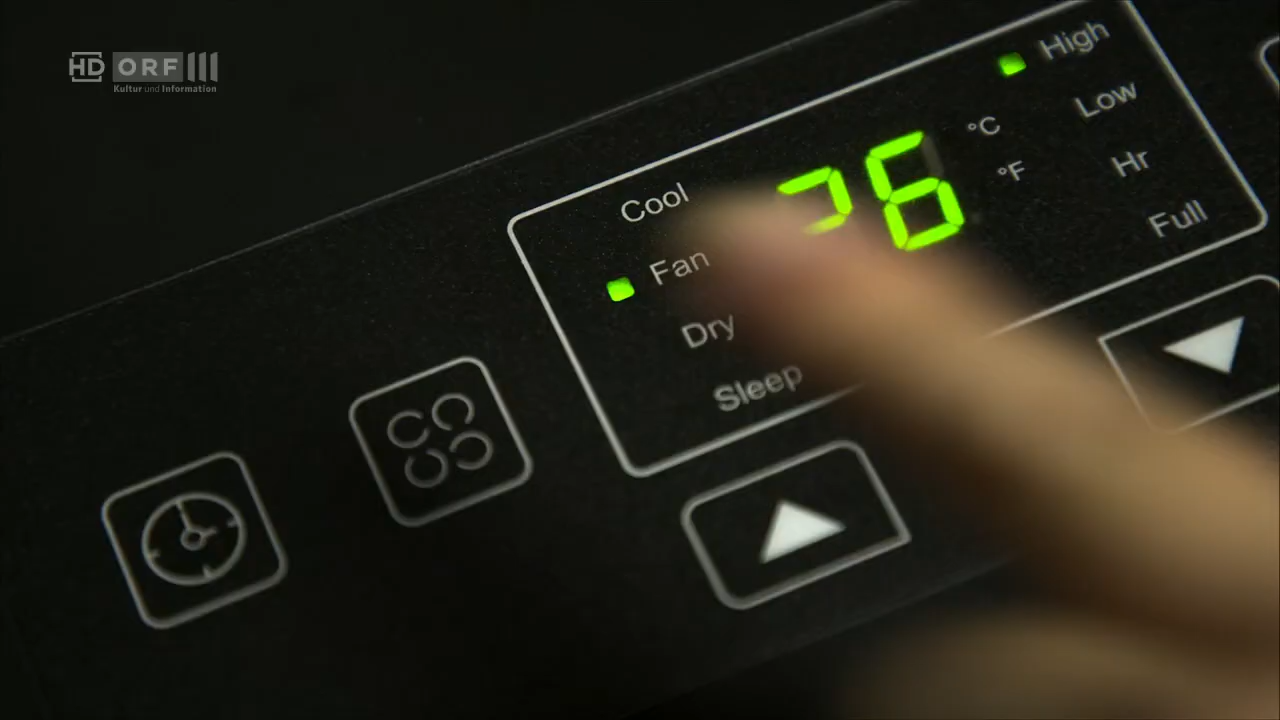 HD ORF III
Kultur und Information
High
Low
Hr
Full
°C
°F
76
Cool
Fan
Dry
Sleep